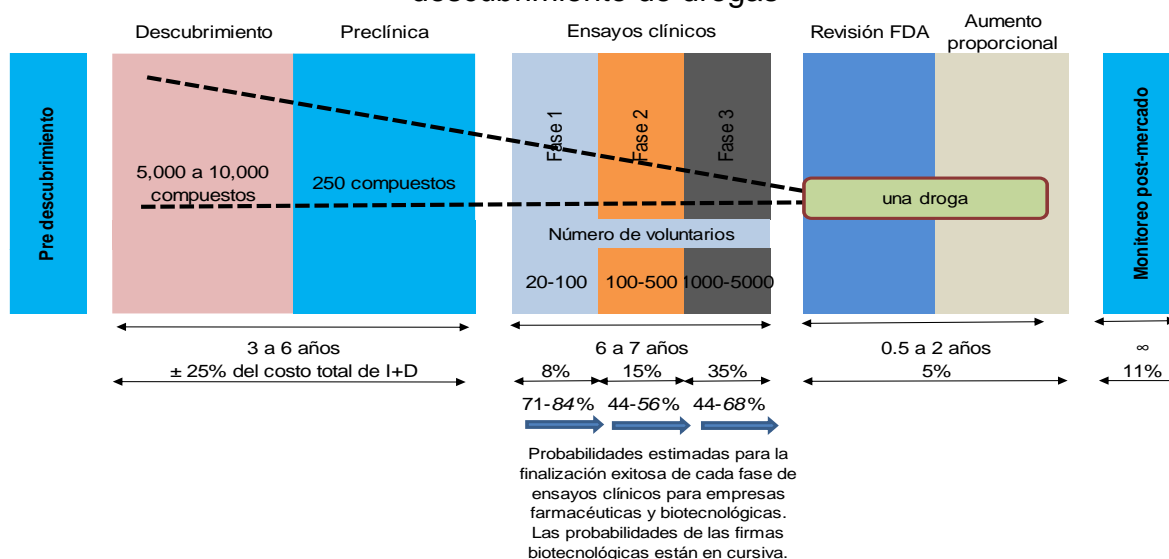 descubrimiento de drogas
Descubrimiento
Preclínica
Ensayos clínicos
Revisión FDA
Aumento
proporcional
Pre descubrimiento
5,000 a 10,000
compuestos
250 compuestos
Fase 1
Fase 2
Fase 3
una droga
Monitoreo post-mercado
Número de voluntarios
20-100
100-500
1000-5000
3 a 6 años
± 25% del costo total de I+D
6 a 7 años
8%
15%
35%
0.5 a 2 años
5%
∞
11%
71-84%
44-56%
44-68%
Probabilidades estimadas para la
finalización exitosa de cada fase de
ensayos clínicos para empresas
farmacéuticas y biotecnológicas.
Las probabilidades de las firmas
biotecnológicas están en cursiva.